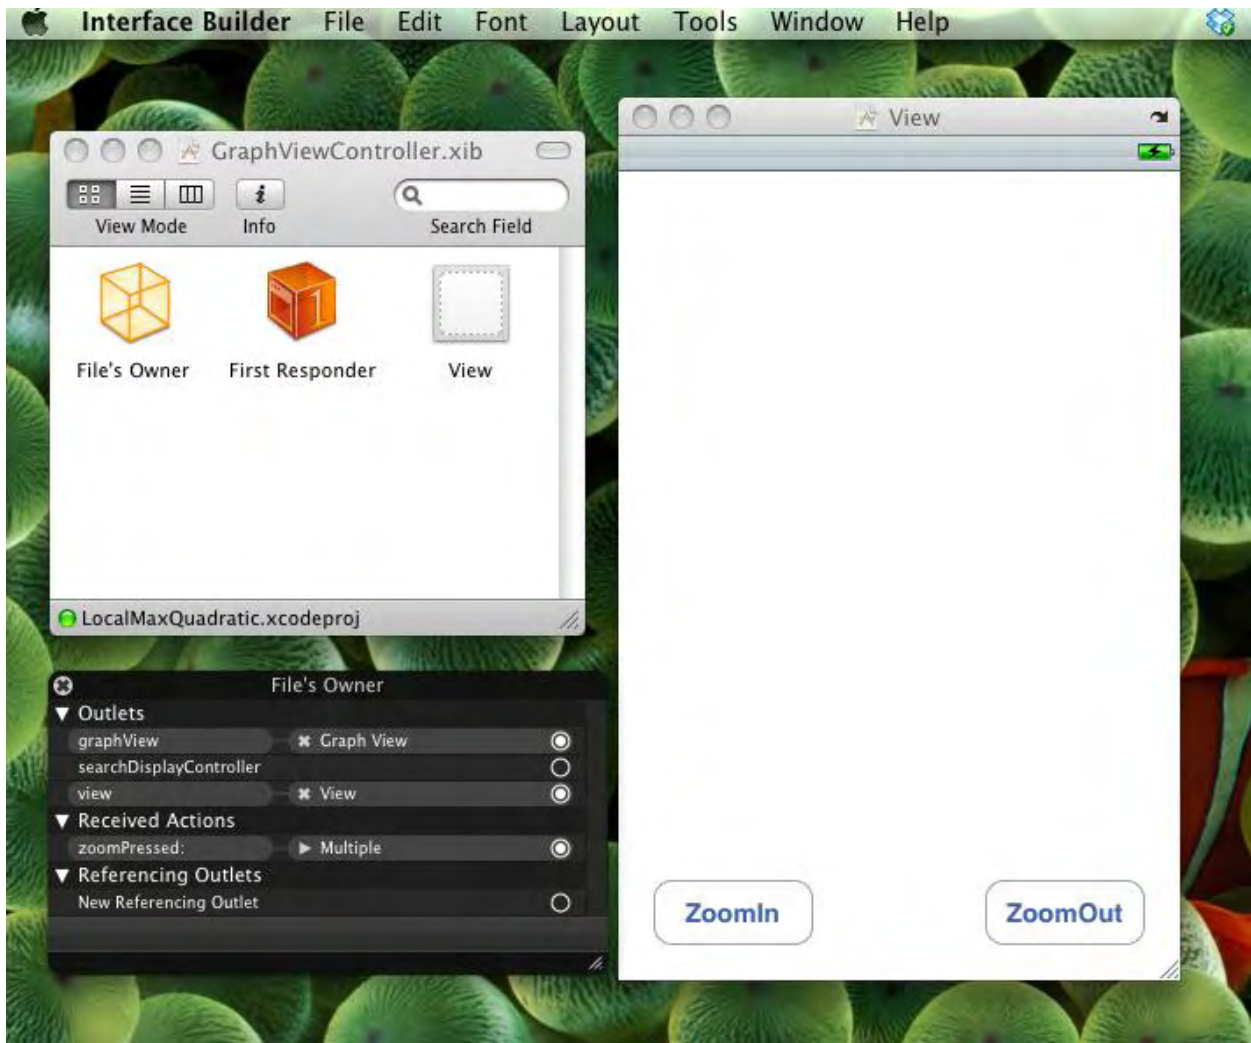 Interface Builder File Edit Font Layout Tools Window Help
GraphViewController.xib
View Mode Info Search Field
File's Owner First Responder View
1
LocalMaxQuadratic.xcodeproj
File's Owner
Outlets
graphView Graph View
searchDisplayController
view View
Received Actions
zoomPressed: Multiple
Referencing Outlets
New Referencing Outlet
View
ZoomIn ZoomOut